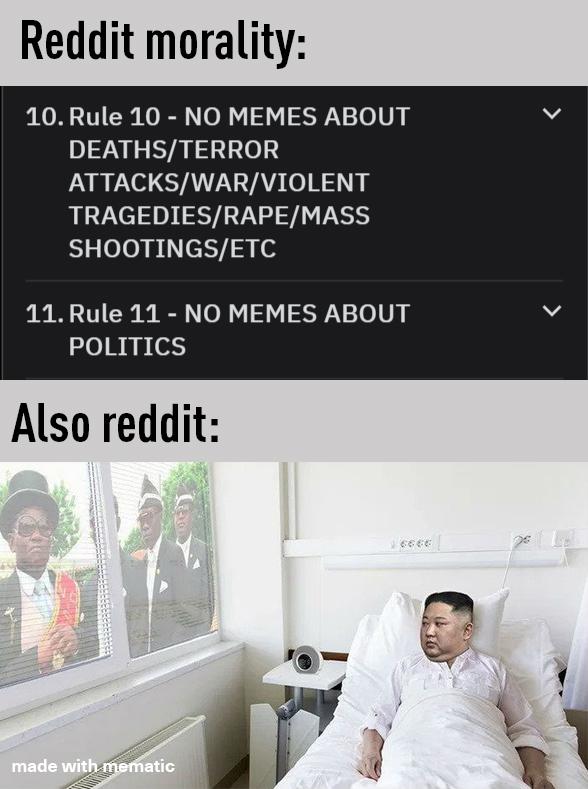 Reddit morality:
10. Rule 10 - NO MEMES ABOUT
DEATHS/TERROR
ATTACKS/WAR/VIOLENT
TRAGEDIES/RAPE/MASS
SHOOTINGS/ETC
11. Rule 11 - NO MEMES ABOUT
POLITICS
Also reddit:
made with mematic